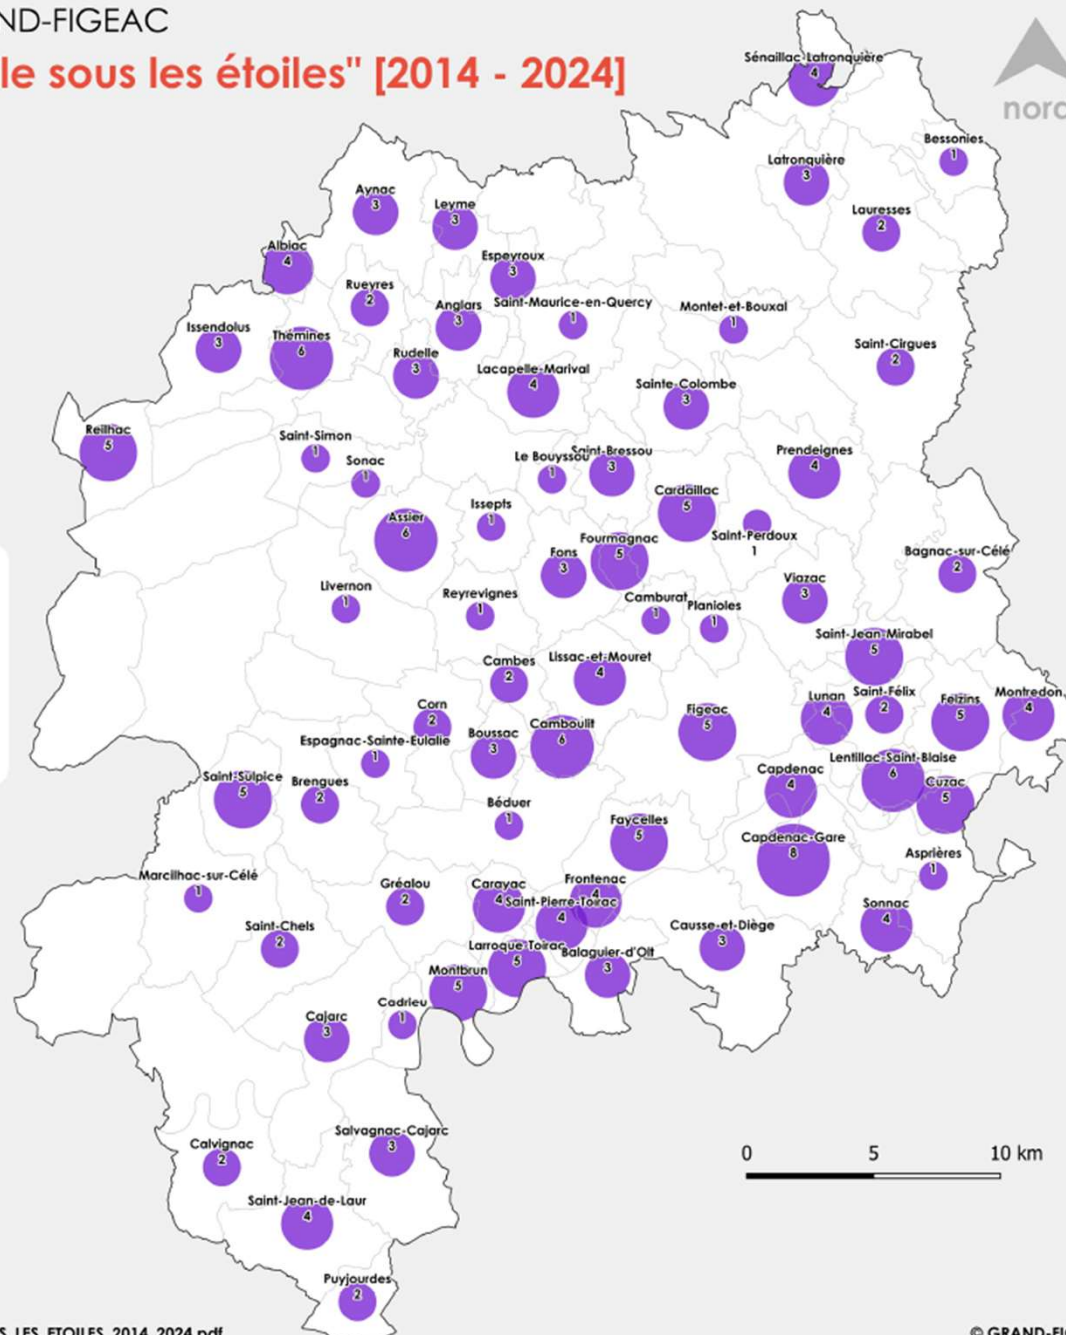 ND-FIGEAC
le sous les étoiles" [2014 - 2024]
nord
Sénaillac-Latronquière
4
Bessonies
1
Latronquière
3
Lauresses
2
Aynac
3
Leyme
3
Albiac
4
Espeyroux
3
Rueyres
2
Anglars
3
Saint-Maurice-en-Quercy
1
Montet-et-Bouxal
1
Issendolus
3
Thémines
6
Rudelle
3
Saint-Cirgues
2
Lacapelle-Marival
4
Sainte-Colombe
3
Reilhac
5
Saint-Simon
1
Sonac
1
Le Bouyssou
1
Saint-Bressou
3
Prendeignes
4
Cardaillac
5
Issepts
1
Assier
6
Saint-Perdoux
1
Fourmagnac
5
Fons
3
Bagnac-sur-Célé
2
Livernon
1
Reyrevignes
1
Camburat
1
Planioles
1
Viazac
3
Saint-Jean-Mirabel
5
Cambes
2
Lissac-et-Mouret
4
Lunan
4
Saint-Félix
2
Felzins
5
Montredon
4
Corn
2
Figeac
5
Boussac
3
Camboulit
6
Espagnac-Sainte-Eulalie
1
Lentillac-Saint-Blaise
6
Capdenac
4
Cuzac
5
Saint-Sulpice
5
Brengues
2
Béduer
1
Faycelles
5
Capdenac-Gare
8
Asprières
1
Marcilhac-sur-Célé
1
Gréalou
2
Carayac
4
Frontenac
4
Saint-Pierre-Toirac
4
Sonnac
4
Saint-Chels
2
Causse-et-Diège
3
Larroque-Toirac
5
Balaguier-d'Olt
3
Montbrun
5
Cadrieu
1
Cajarc
3
Salvagnac-Cajarc
3
Calvignac
2
0 5 10 km
Saint-Jean-de-Laur
4
Puyjourdes
2
S_LES_ETOILES_2014_2024.pdf
© GRAND-FI